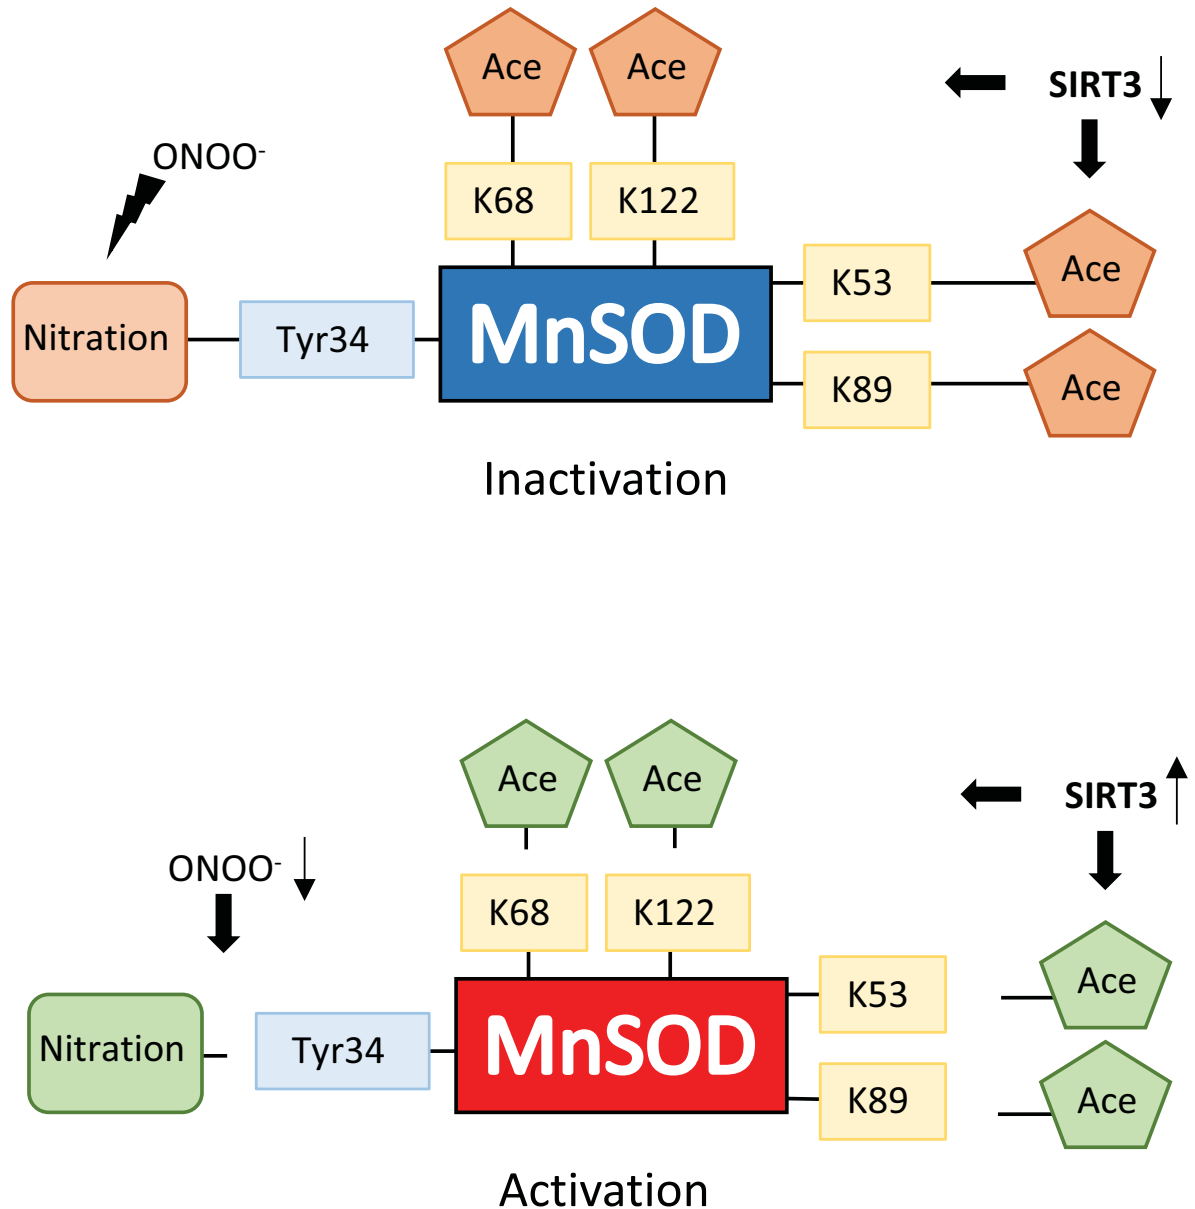 Ace
Ace
SIRT3
ONOO-
K68
K122
K53
Ace
Nitration
Tyr34
MnSOD
K89
Ace
Inactivation
Ace
Ace
SIRT3
ONOO-
K68
K122
K53
Ace
Nitration
Tyr34
MnSOD
K89
Ace
Activation